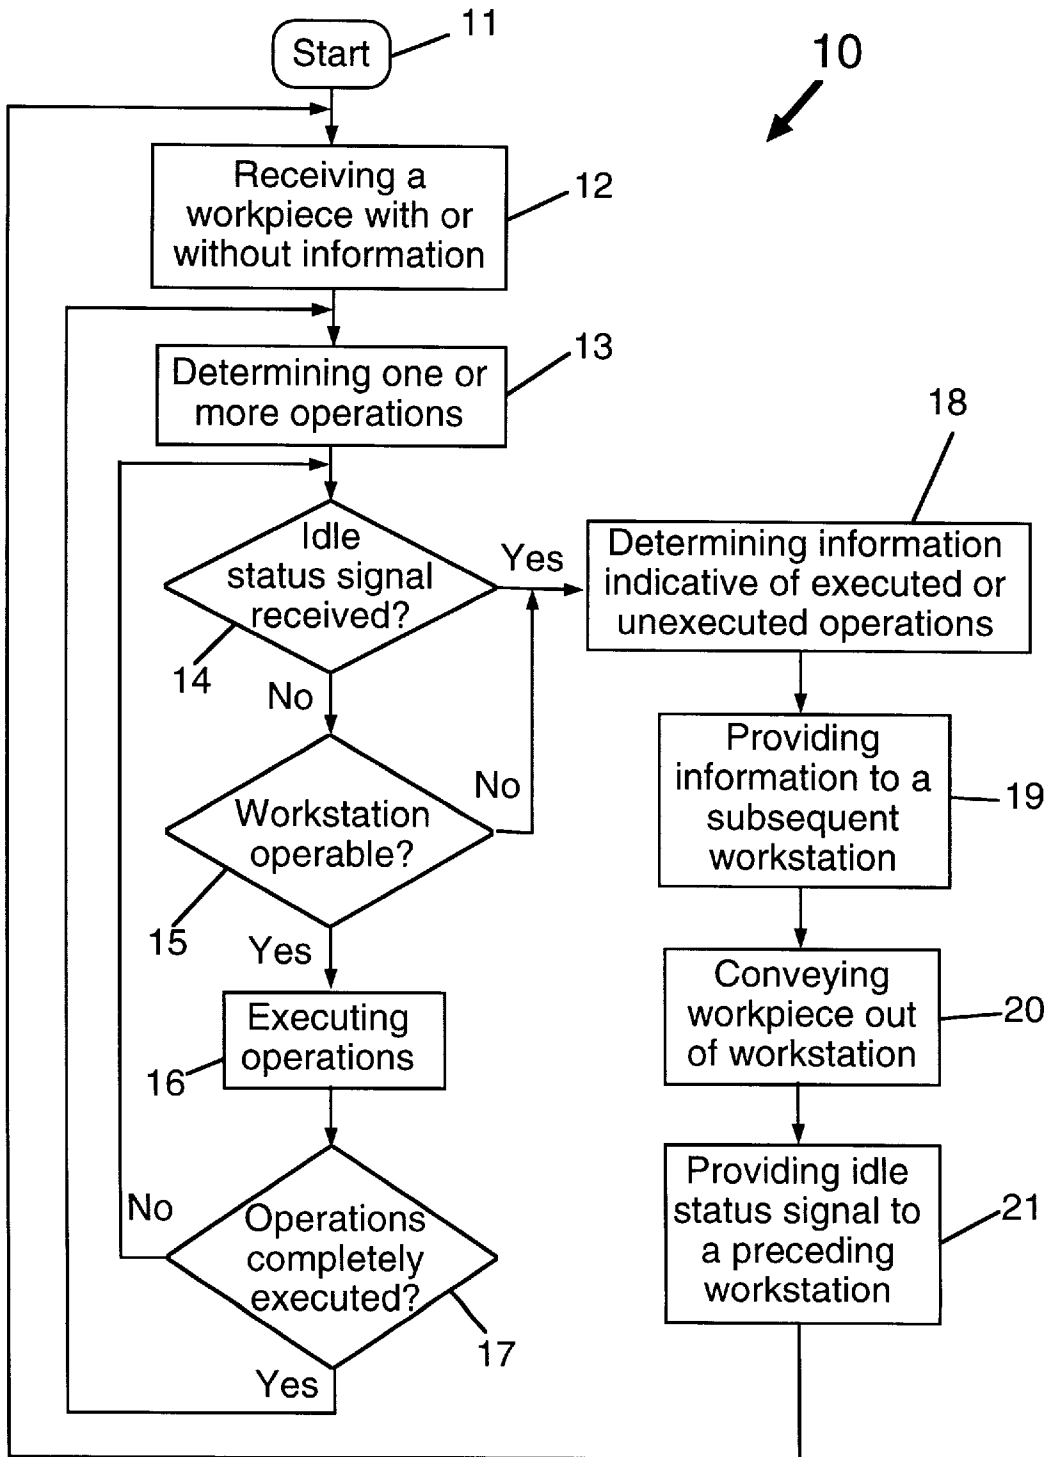 Start
11
10
Receiving a
workpiece with or
without information
12
Determining one or
more operations
13
Idle
status signal
received?
14
Yes
No
Workstation
operable?
15
No
Yes
Executing
operations
16
Operations
completely
executed?
17
No
Yes
18
Determining information
indicative of executed or
unexecuted operations
Providing
information to a
subsequent
workstation
19
Conveying
workpiece out
of workstation
20
Providing idle
status signal to
a preceding
workstation
21